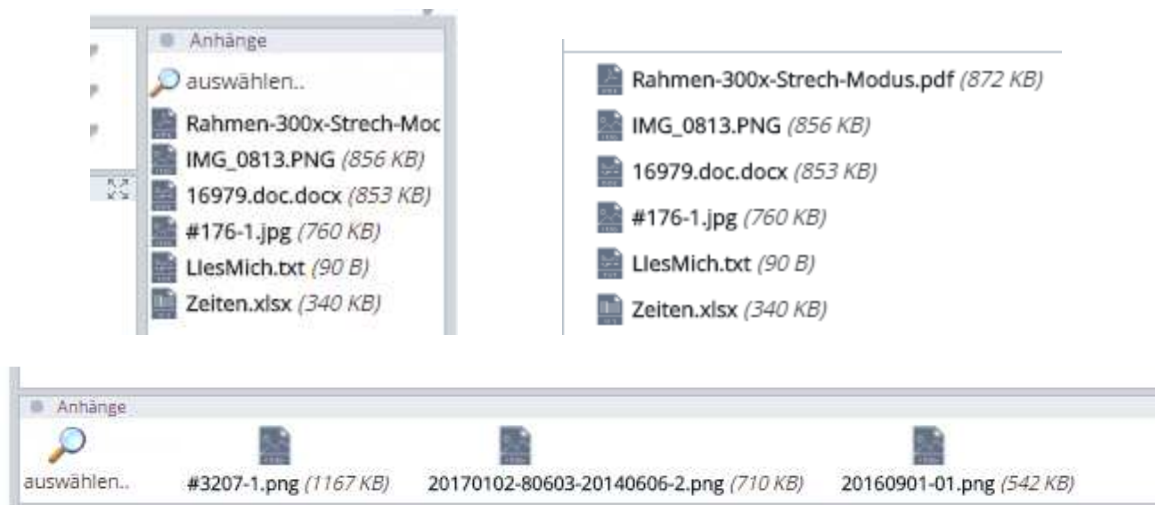 Anhänge
auswählen..
Rahmen-300x-Strech-Mod
IMG_0813.PNG (856 KB)
16979.doc.docx (853 KB)
#176-1.jpg (760 KB)
LIesMich.txt (90 B)
Zeiten.xlsx (340 KB)
Rahmen-300x-Strech-Modus.pdf (872 KB)
IMG_0813.PNG (856 KB)
16979.doc.docx (853 KB)
#176-1.jpg (760 KB)
LIesMich.txt (90 B)
Zeiten.xlsx (340 KB)
Anhänge
auswählen.. #3207-1.png (1167 KB) 20170102-80603-20140606-2.png (710 KB) 20160901-01.png (542 KB)